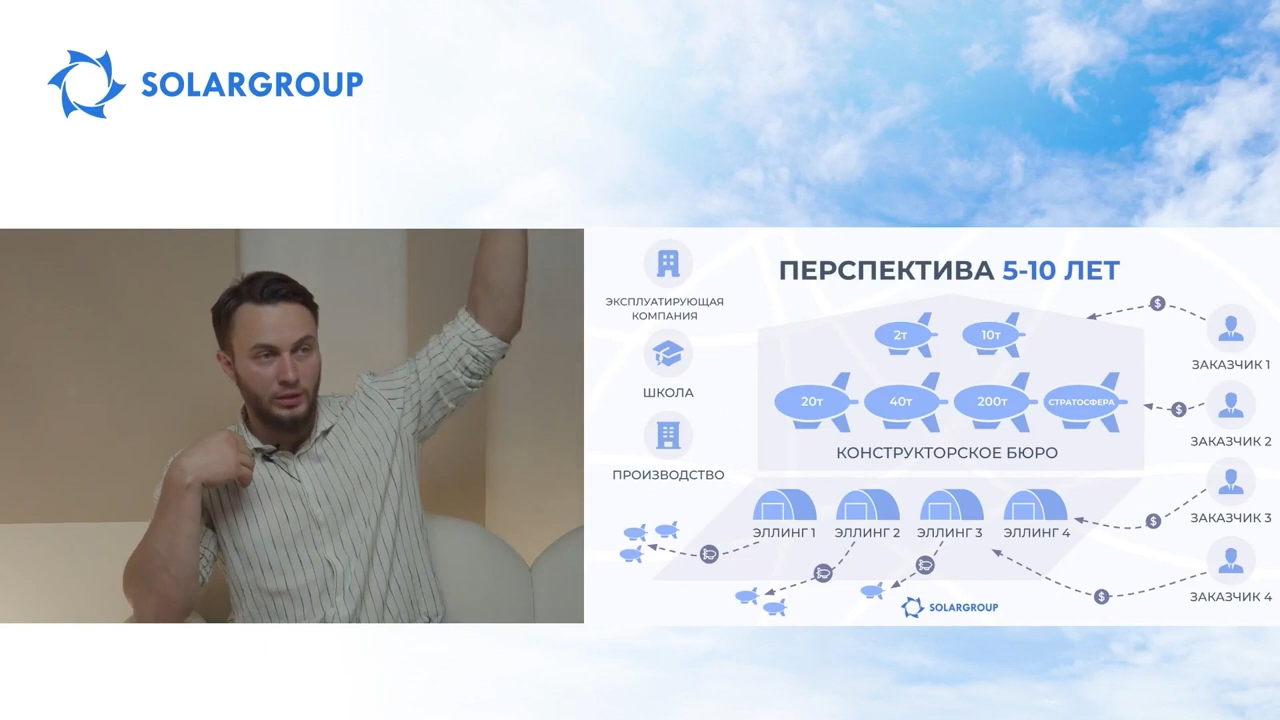 SOLARGROUP
ПЕРСПЕКТИВА 5-10 ЛЕТ
ЭКСПЛУАТИРУЮЩАЯ
КОМПАНИЯ
ШКОЛА
ПРОИЗВОДСТВО
2т
10т
20т
40т
200т
СТРАТОСФЕРА
КОНСТРУКТОРСКОЕ БЮРО
ЭЛЛИНГ 1
ЭЛЛИНГ 2
ЭЛЛИНГ 3
ЭЛЛИНГ 4
$
ЗАКАЗЧИК 1
$
ЗАКАЗЧИК 2
$
ЗАКАЗЧИК 3
$
ЗАКАЗЧИК 4
SOLARGROUP